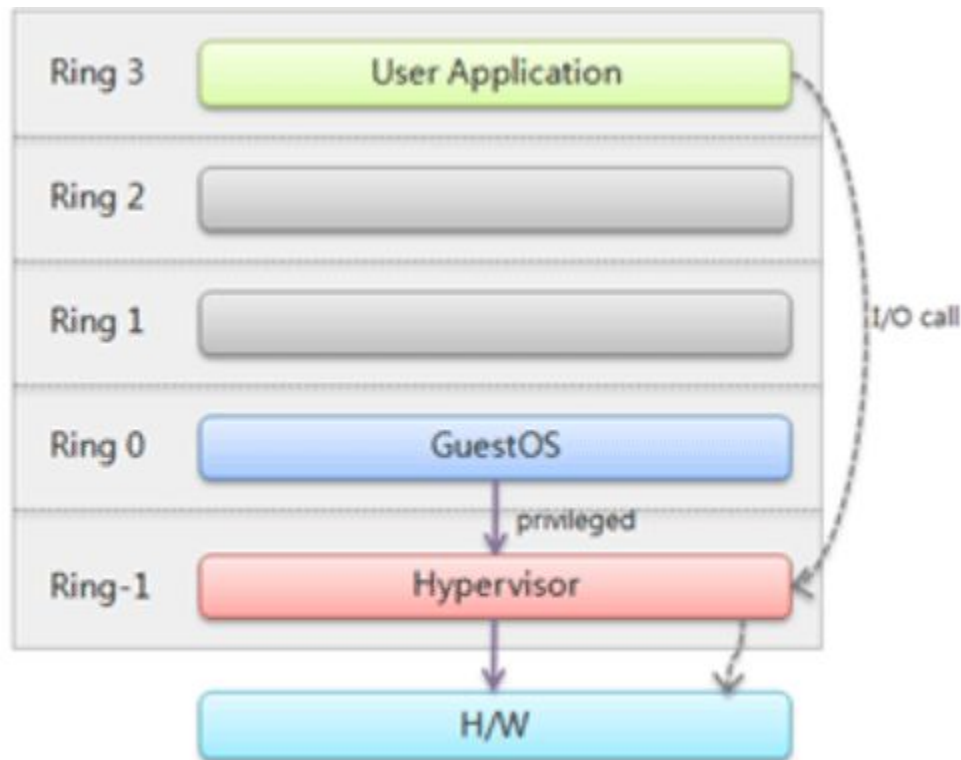 Ring 3 User Application
Ring 2
Ring 1
I/O call
Ring 0 GuestOS
privileged
Ring-1 Hypervisor
H/W